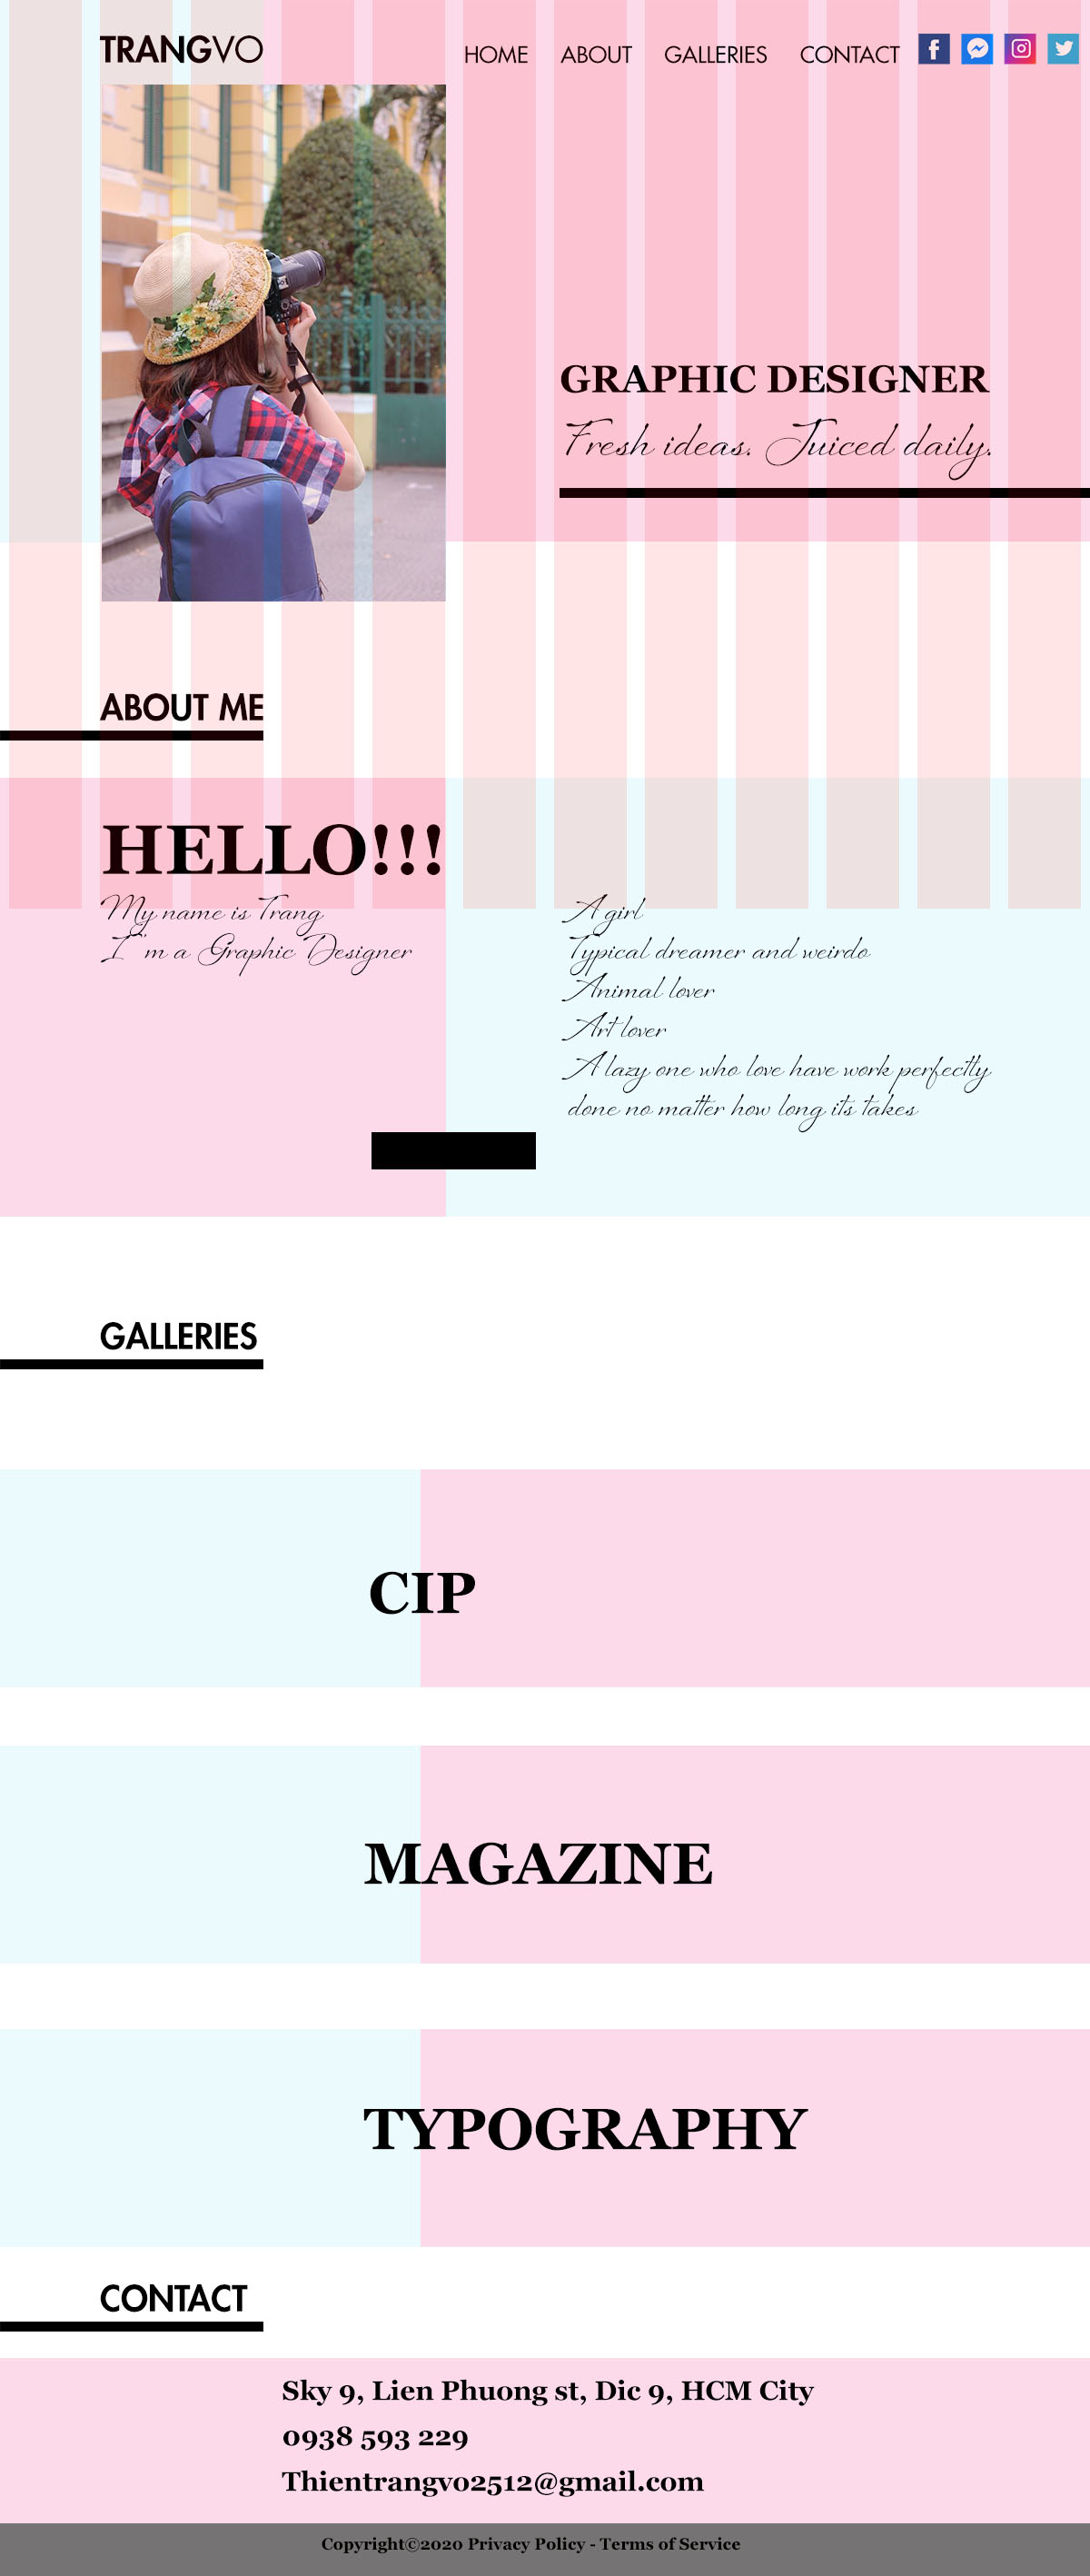 TRANGVO
HOME ABOUT GALLERIES CONTACT
GRAPHIC DESIGNER
Fresh ideas. Juiced daily.
ABOUT ME
HELLO!!!
My name is Trang
I'm a Graphic Designer
A girl
Typical dreamer and weirdo
Animal lover
Art lover
A lazy one who love have work perfectly
done no matter how long its takes
GALLERIES
CIP
MAGAZINE
TYPOGRAPHY
CONTACT
Sky 9, Lien Phuong st, Dic 9, HCM City
0938 593 229
Thientrangvo2512@gmail.com
Copyright©2020 Privacy Policy - Terms of Service